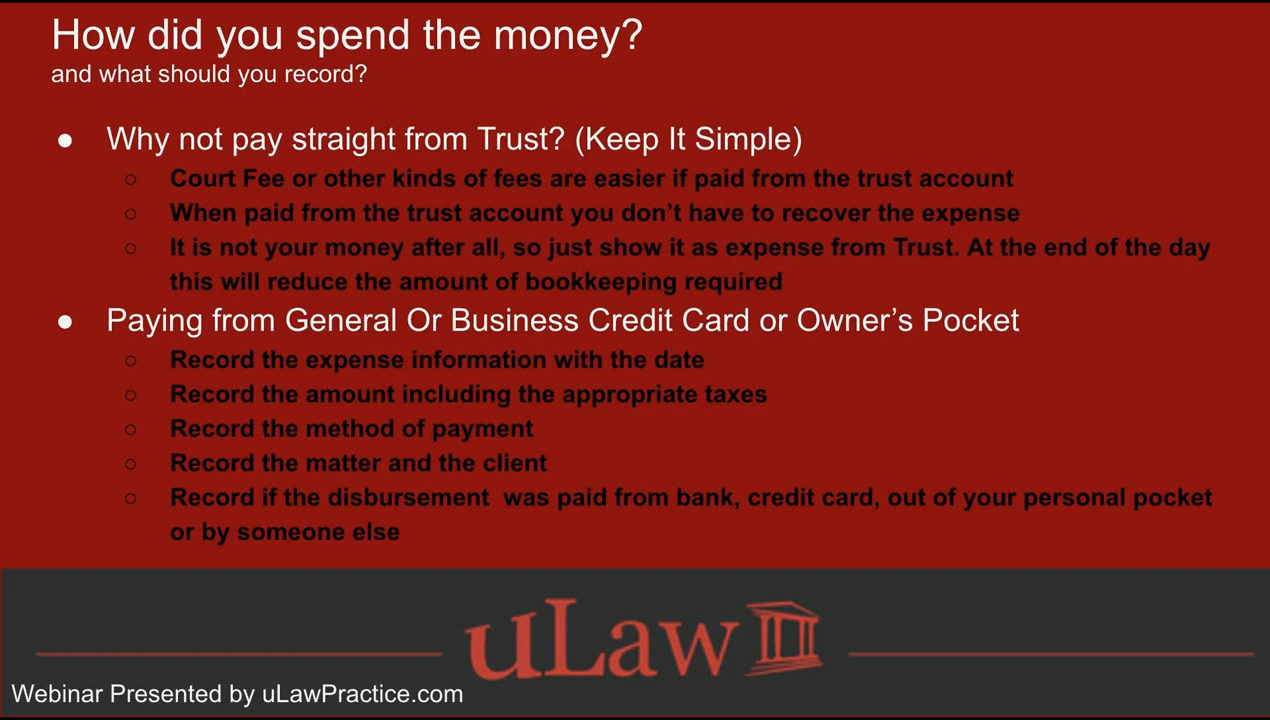 How did you spend the money?
and what should you record?
● Why not pay straight from Trust? (Keep It Simple)
○ Court Fee or other kinds of fees are easier if paid from the trust account
○ When paid from the trust account you don’t have to recover the expense
○ It is not your money after all, so just show it as expense from Trust. At the end of the day
this will reduce the amount of bookkeeping required
● Paying from General Or Business Credit Card or Owner’s Pocket
○ Record the expense information with the date
○ Record the amount including the appropriate taxes
○ Record the method of payment
○ Record the matter and the client
○ Record if the disbursement  was paid from bank, credit card, out of your personal pocket
or by someone else
uLaw
Webinar Presented by uLawPractice.com